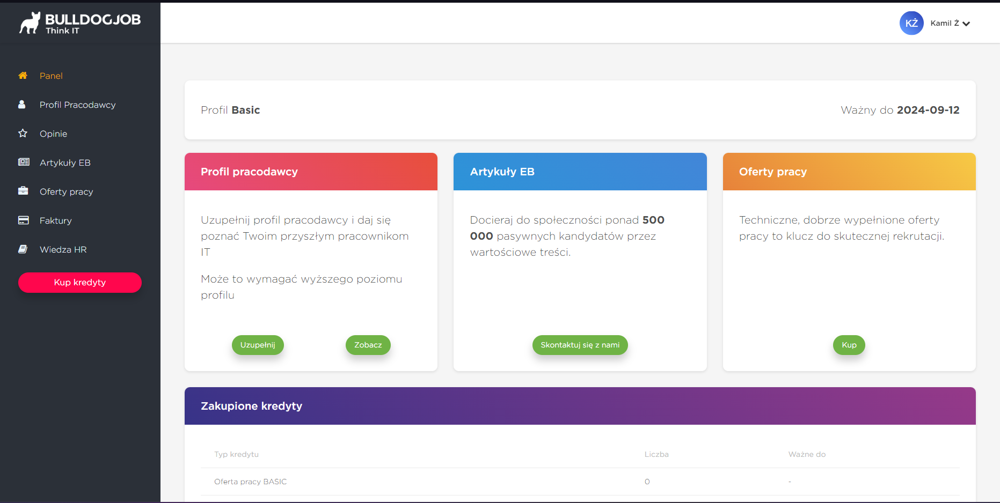 BULLDOGJOB
Think IT
KŻ
Kamil Ż
Panel
Profil Pracodawcy
Opinie
Artykuły EB
Oferty pracy
Faktury
Wiedza HR
Kup kredyty
Profil Basic
Ważny do 2024-09-12
Profil pracodawcy
Uzupełnij profil pracodawcy i daj się
poznać Twoim przyszłym pracownikom
IT
Może to wymagać wyższego poziomu
profilu
Uzupełnij
Zobacz
Artykuły EB
Docieraj do społeczności ponad 500
000 pasywnych kandydatów przez
wartościowe treści.
Skontaktuj się z nami
Oferty pracy
Techniczne, dobrze wypełnione oferty
pracy to klucz do skutecznej rekrutacji.
Kup
Zakupione kredyty
Typ kredytu Liczba Ważne do
Oferta pracy BASIC 0 -